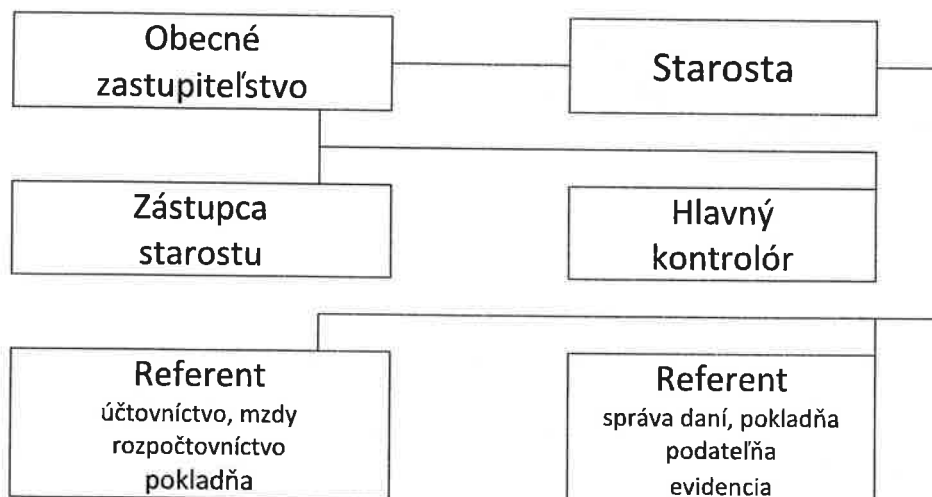 Obecné
zastupiteľstvo
Starosta
Zástupca
starostu
Hlavný
kontrolór
Referent
účtovníctvo, mzdy
rozpočtovníctvo
pokladňa
Referent
správa daní, pokladňa
podateľňa
evidencia